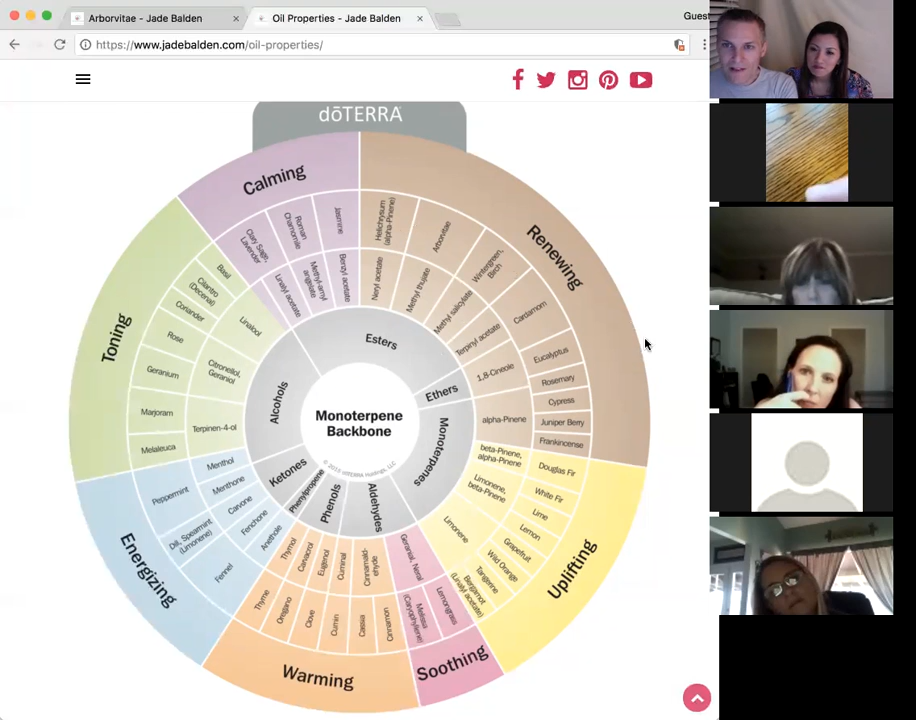 Arborvitae - Jade Balden
Oil Properties - Jade Balden
Guest
https://www.jadebalden.com/oil-properties/
dōTERRA
Calming
Clary Sage,
Lavender
Roman
Chamomile
Jasmine
Linalyl acetate
Methyl-amyl
angelate
Benzyl acetate
Renewing
Helichrysum
(alpha-Pinene)
Arborvitae
Wintergreen,
Birch
Cardamom
Eucalyptus
Rosemary
Cypress
Juniper Berry
Frankincense
Neryl acetate
Methyl thujate
Methyl salicylate
Terpinyl acetate
1,8-Cineole
alpha-Pinene
Uplifting
beta-Pinene,
alpha-Pinene
Limonene,
beta-Pinene
Limonene
Douglas Fir
White Fir
Lime
Lemon
Grapefruit
Wild Orange
Tangerine
Bergamot
(Linalyl acetate)
Soothing
Geranial, Neral
Lemongrass
Melissa
(Caryophyllene)
Warming
Thymol
Carvacrol
Eugenol
Cuminal
Cinnamald-
ehyde
Thyme
Oregano
Clove
Cumin
Cassia
Cinnamon
Energizing
Menthol
Menthone
Carvone
Fenchone
Anethole
Peppermint
Dill, Spearmint
(Limonene)
Fennel
Toning
Basil
Cilantro
(Decenal)
Coriander
Rose
Geranium
Marjoram
Melaleuca
Linalool
Citronellol,
Geraniol
Terpinen-4-ol
Esters
Ethers
Monoterpenes
Aldehydes
Phenols
Phenylpropene
Ketones
Alcohols
Monoterpene
Backbone
© 2013 dōTERRA Holdings, LLC